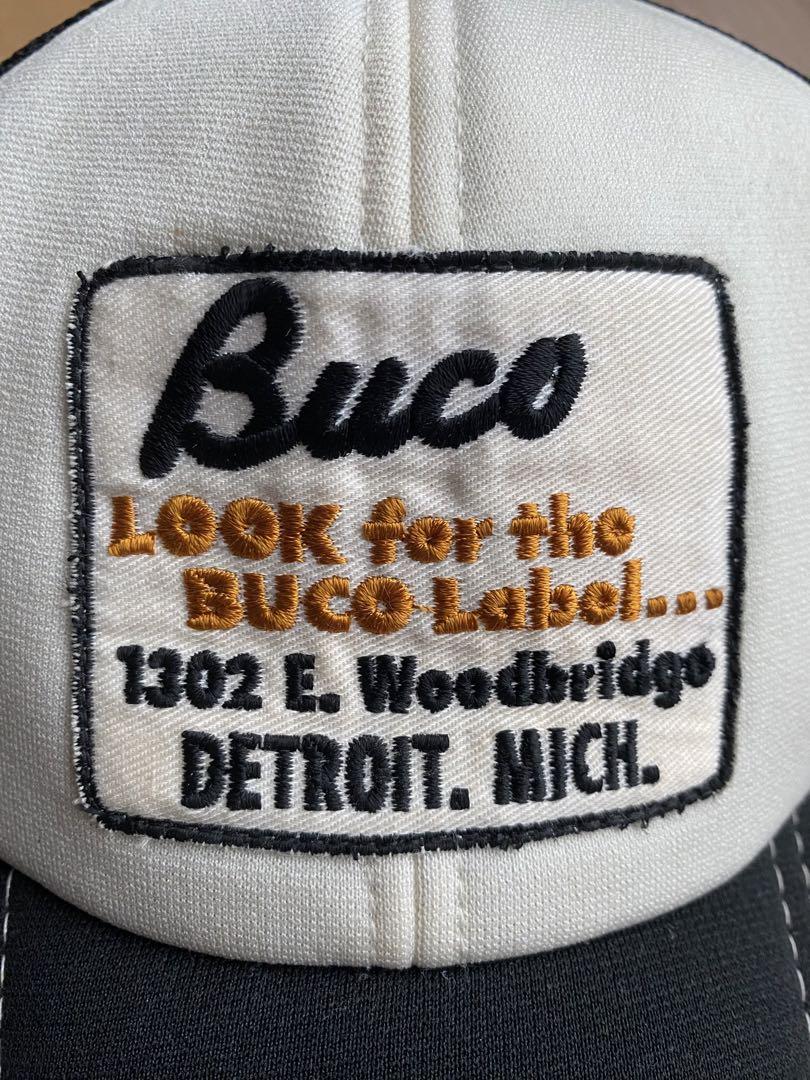 Buco
LOOK for the
BUCO Label...
1302 E. Woodbridge
DETROIT. MICH.